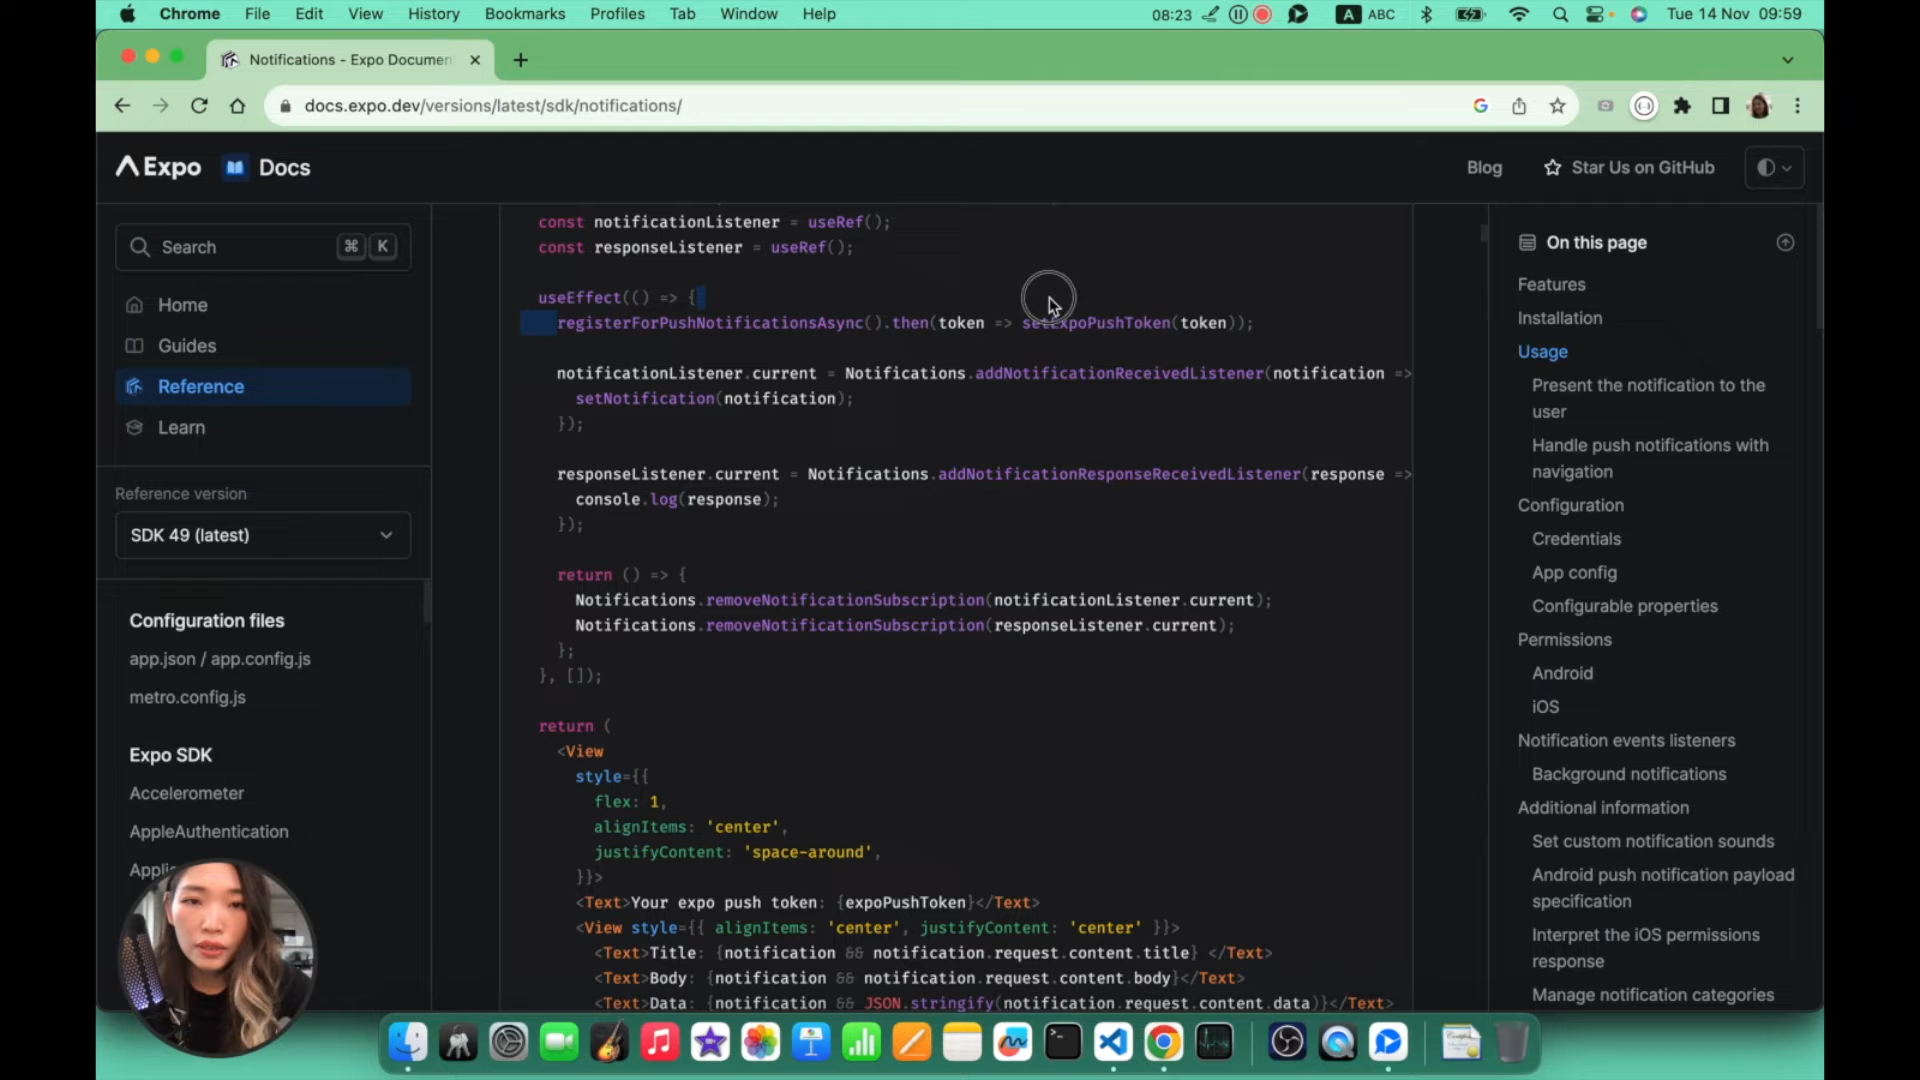 Chrome File Edit View History Bookmarks Profiles Tab Window Help 08:23 A ABC Tue 14 Nov 09:59
Notifications - Expo Documen
docs.expo.dev/versions/latest/sdk/notifications/
Expo Docs Blog Star Us on GitHub
Search ⌘ K
Home
Guides
Reference
Learn
Reference version
SDK 49 (latest)
Configuration files
app.json / app.config.js
metro.config.js
Expo SDK
Accelerometer
AppleAuthentication
const notificationListener = useRef();
const responseListener = useRef();
useEffect(() => {
registerForPushNotificationsAsync().then(token => setExpoPushToken(token));
notificationListener.current = Notifications.addNotificationReceivedListener(notification =>
setNotification(notification);
});
responseListener.current = Notifications.addNotificationResponseReceivedListener(response =>
console.log(response);
});
return () => {
Notifications.removeNotificationSubscription(notificationListener.current);
Notifications.removeNotificationSubscription(responseListener.current);
};
}, []);
return (
<View
style={{
flex: 1,
alignItems: 'center',
justifyContent: 'space-around',
}}>
<Text>Your expo push token: {expoPushToken}</Text>
<View style={{ alignItems: 'center', justifyContent: 'center' }}>
<Text>Title: {notification && notification.request.content.title} </Text>
<Text>Body: {notification && notification.request.content.body}</Text>
<Text>Data: {notification && JSON.stringify(notification.request.content.data)}</Text>
On this page
Features
Installation
Usage
Present the notification to the
user
Handle push notifications with
navigation
Configuration
Credentials
App config
Configurable properties
Permissions
Android
iOS
Notification events listeners
Background notifications
Additional information
Set custom notification sounds
Android push notification payload
specification
Interpret the iOS permissions
response
Manage notification categories